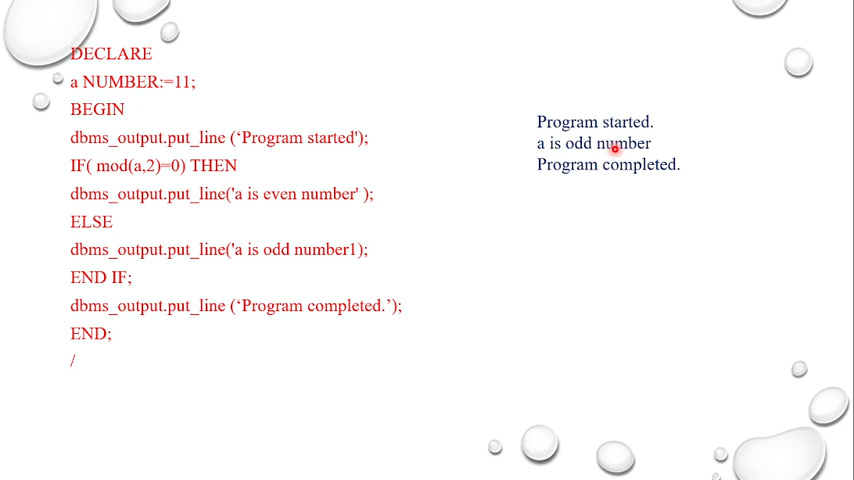 DECLARE
a NUMBER:=11;
BEGIN
dbms_output.put_line (‘Program started');
IF( mod(a,2)=0) THEN
dbms_output.put_line('a is even number' );
ELSE
dbms_output.put_line('a is odd number1);
END IF;
dbms_output.put_line (‘Program completed.’);
END;
/
Program started.
a is odd number
Program completed.